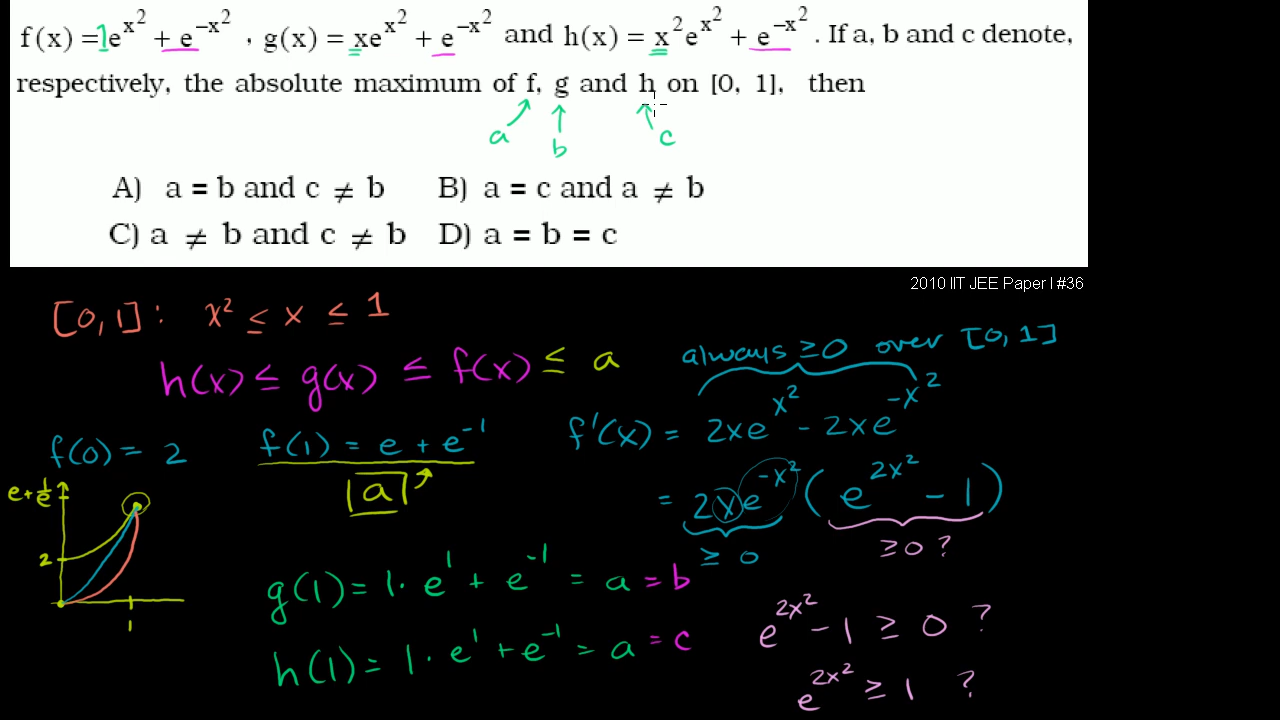 f(x) = 1e^{x^2} + e^{-x^2} , g(x) = xe^{x^2} + e^{-x^2} and h(x) = x^2e^{x^2} + e^{-x^2} . If a, b and c denote,
respectively, the absolute maximum of f, g and h on [0, 1], then
a b c
A) a = b and c ≠ b B) a = c and a ≠ b
C) a ≠ b and c ≠ b D) a = b = c
2010 IIT JEE Paper I #36
[0,1]: x^2 ≤ x ≤ 1
h(x) ≤ g(x) ≤ f(x) ≤ a
always ≥0 over [0,1]
f(0) = 2 f(1) = e + e^{-1} f'(x) = 2xe^{x^2} - 2xe^{-x^2}
e+\frac{1}{e} a = 2xe^{-x^2} (e^{2x^2} - 1)
2 ≥ 0 ≥0 ?
1
g(1) = 1· e^1 + e^{-1} = a = b
h(1) = 1· e^1 + e^{-1} = a = c
e^{2x^2} - 1 ≥ 0 ?
e^{2x^2} ≥ 1 ?